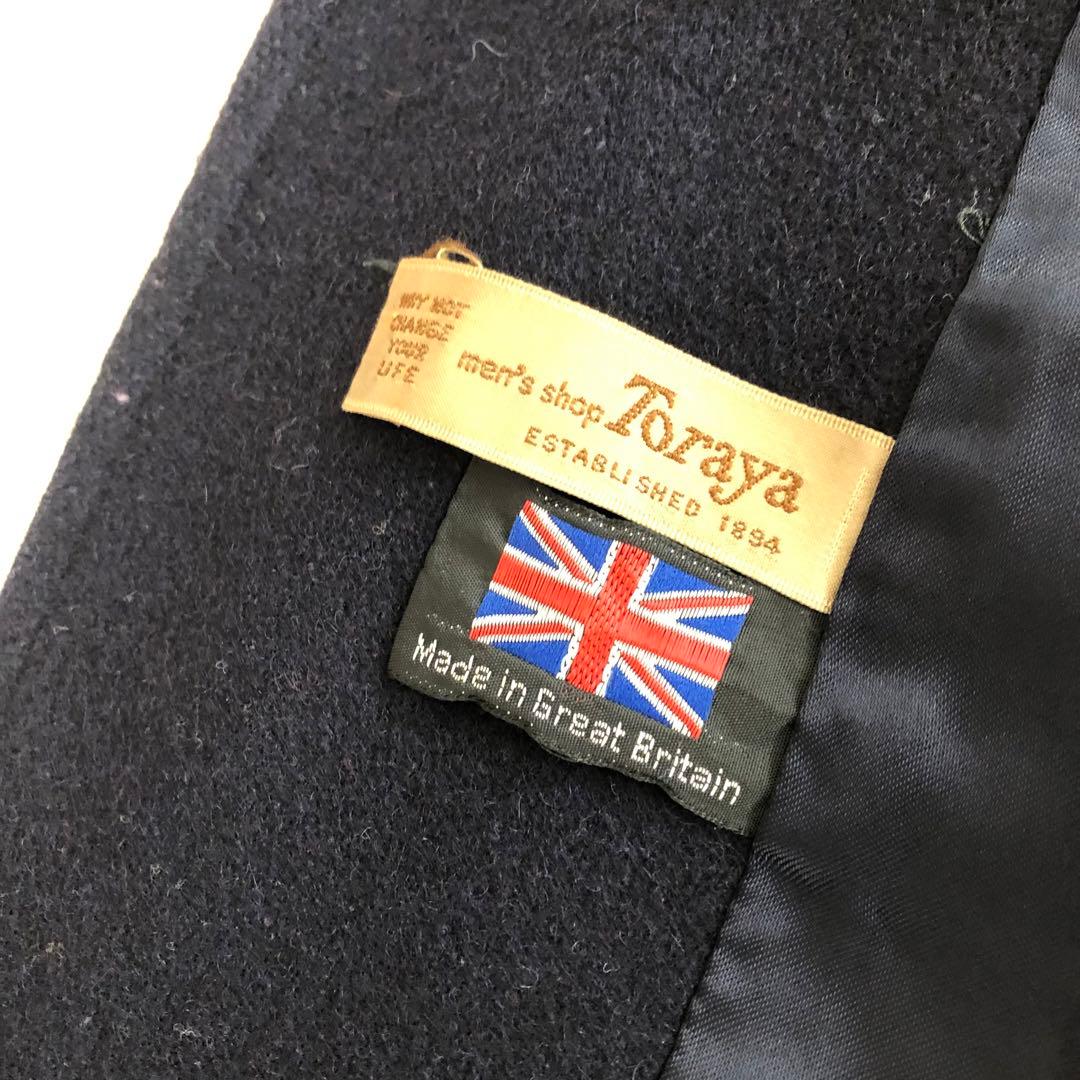 WHY NOT
CHANGE
YOUR
LIFE
men's shop Toraya
ESTABLISHED 1894
Made in Great Britain